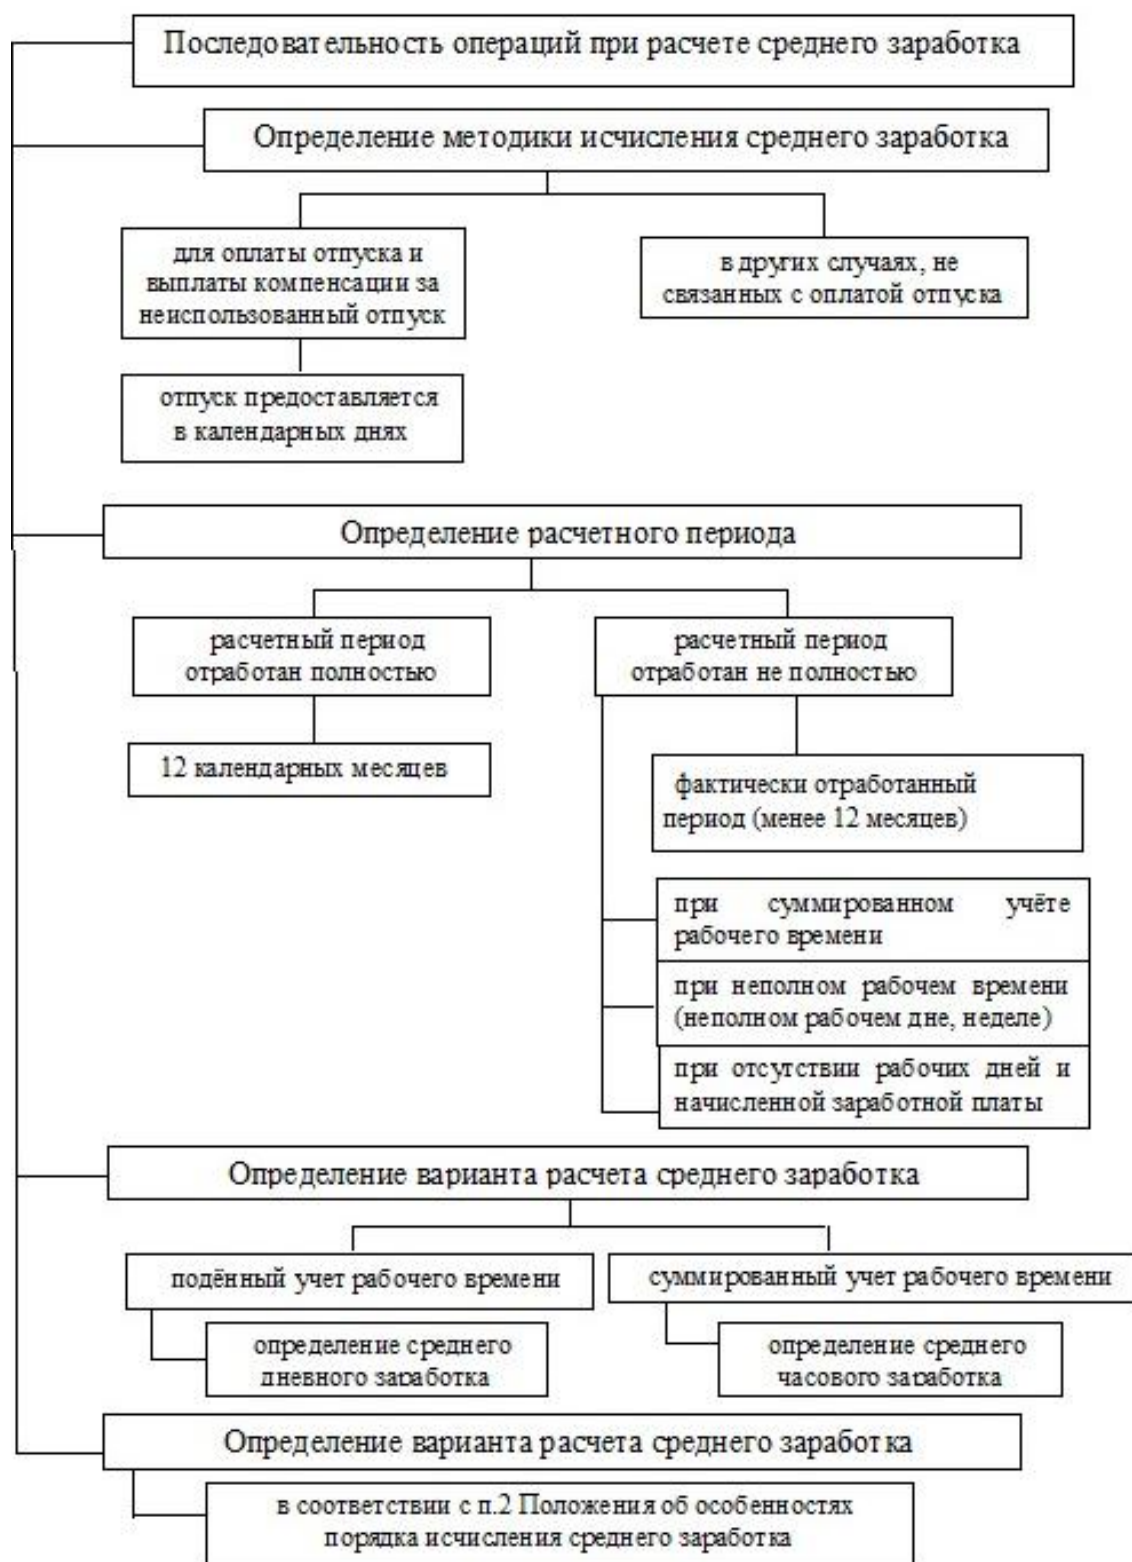 Последовательность операций при расчете среднего заработка
Определение методики исчисления среднего заработка
для оплаты отпуска и
выплаты компенсации за
неиспользованный отпуск
в других случаях, не
связанных с оплатой отпуска
отпуск предоставляется
в календарных днях
Определение расчетного периода
расчетный период
отработан полностью
расчетный период
отработан не полностью
12 календарных месяцев
фактически отработанный
период (менее 12 месяцев)
при суммированном учёте
рабочего времени
при неполном рабочем времени
(неполном рабочем дне, неделе)
при отсутствии рабочих дней и
начисленной заработной платы
Определение варианта расчета среднего заработка
подённый учет рабочего времени
суммированный учет рабочего времени
определение среднего
дневного заработка
определение среднего
часового заработка
Определение варианта расчета среднего заработка
в соответствии с п.2 Положения об особенностях
порядка исчисления среднего заработка